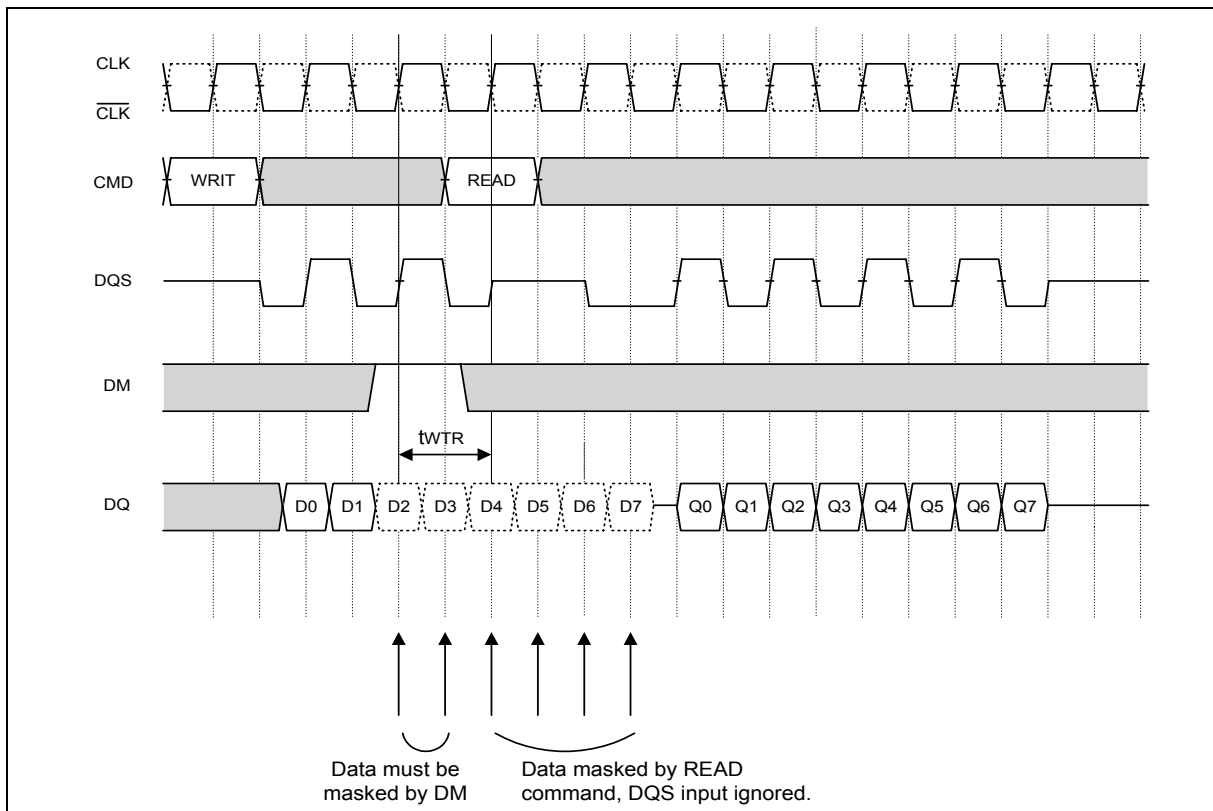 CLK
CLK
CMD WRIT READ
DQS
DM
tWTR
DQ D0 D1 D2 D3 D4 D5 D6 D7 Q0 Q1 Q2 Q3 Q4 Q5 Q6 Q7
Data must be
masked by DM
Data masked by READ
command, DQS input ignored.